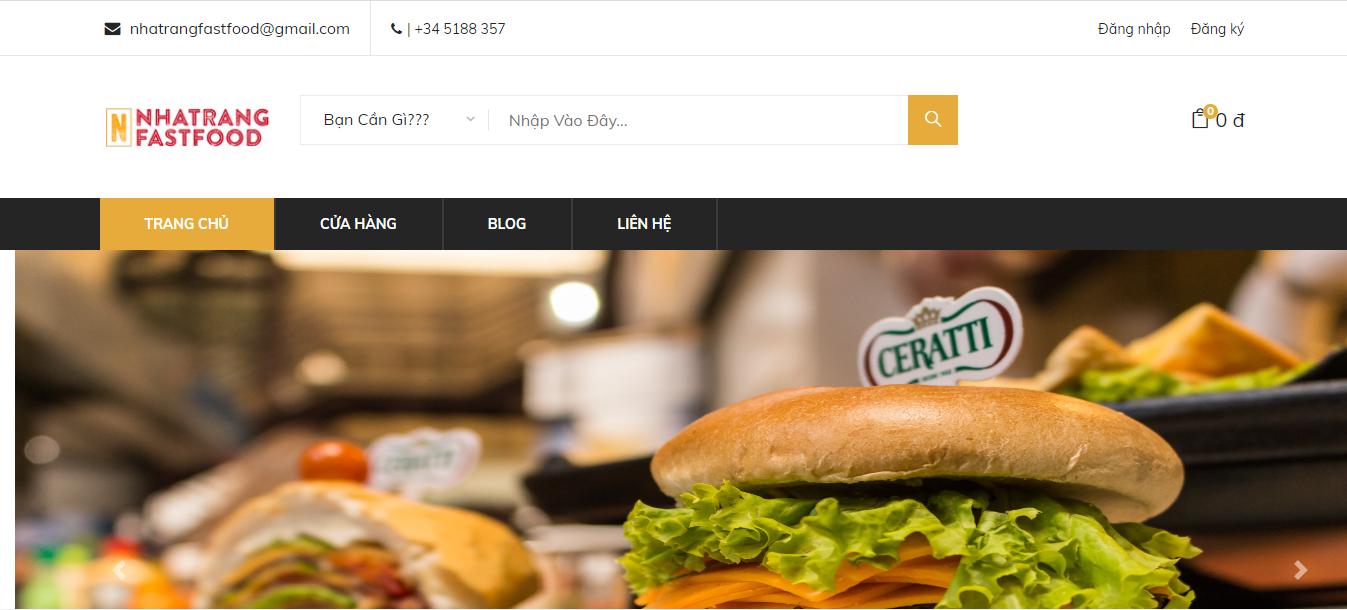 nhatrangfastfood@gmail.com
| +34 5188 357
Đăng nhập
Đăng ký
N NHATRANG
FASTFOOD
Bạn Cần Gì???
Nhập Vào Đây...
0
0 đ
TRANG CHỦ
CỬA HÀNG
BLOG
LIÊN HỆ
CERATTI
CERATTI